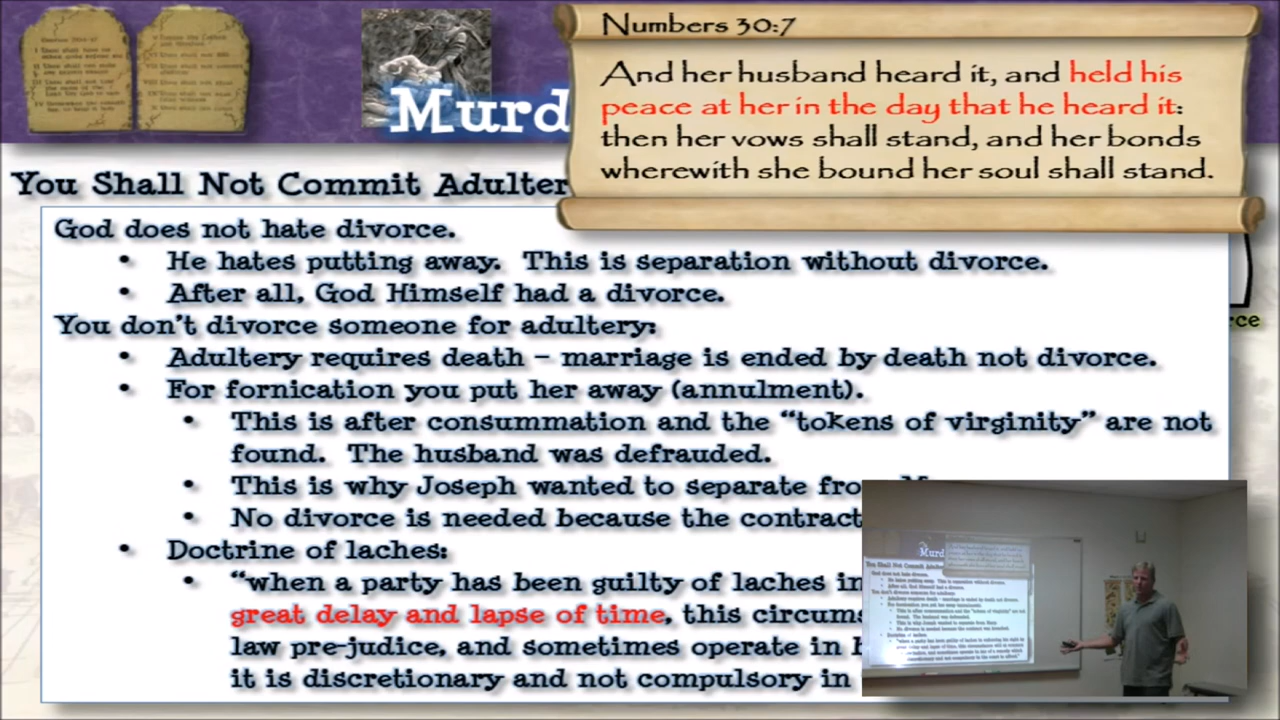 Numbers 30:7
And her husband heard it, and held his
peace at her in the day that he heard it:
then her vows shall stand, and her bonds
wherewith she bound her soul shall stand.
Murd
You Shall Not Commit Adulter
God does not hate divorce.
• He hates putting away. This is separation without divorce.
• After all, God Himself had a divorce.
You don't divorce someone for adultery:
• Adultery requires death – marriage is ended by death not divorce.
• For fornication you put her away (annulment).
• This is after consummation and the "tokens of virginity" are not
found. The husband was defrauded.
• This is why Joseph wanted to separate fro
• No divorce is needed because the contract
• Doctrine of laches:
• "when a party has been guilty of laches in
great delay and lapse of time, this circums
law pre-judice, and sometimes operate in
it is discretionary and not compulsory in
rce